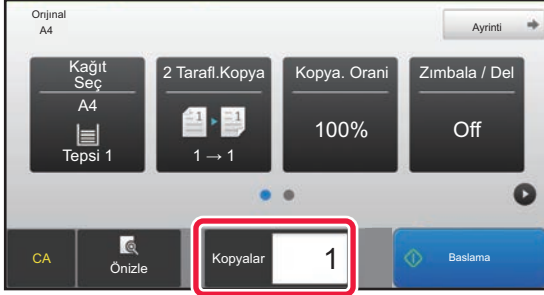 Orıjınal
A4
Ayrinti
Kağıt
Seç
A4
Tepsi 1
2 Tarafl.Kopya
1 → 1
Kopya. Orani
100%
Zımbala / Del
Off
CA
Önizle
Kopyalar
1
Baslama